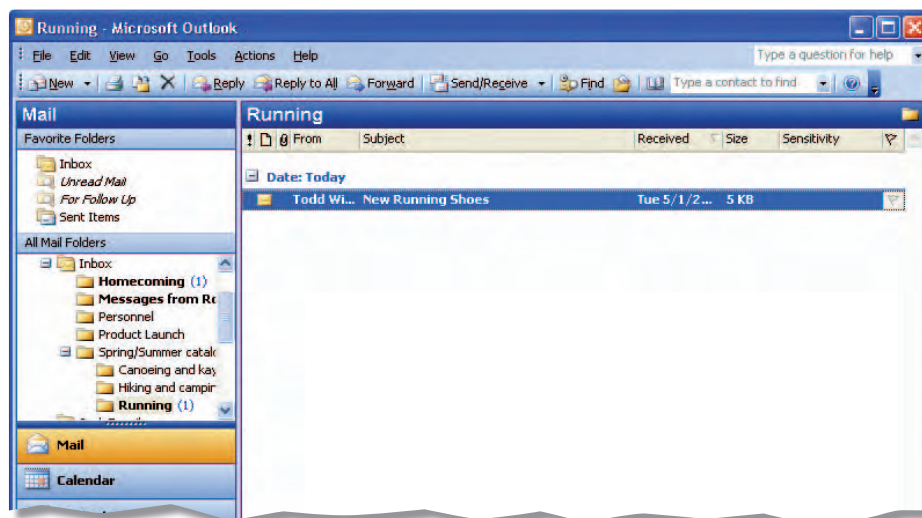 Running - Microsoft Outlook
File Edit View Go Tools Actions Help Type a question for help
New Reply Reply to All Forward Send/Receive Find Type a contact to find
Mail
Favorite Folders
Inbox
Unread Mail
For Follow Up
Sent Items
All Mail Folders
Inbox
Homecoming (1)
Messages from Ro
Personnel
Product Launch
Spring/Summer catalo
Canoeing and kay
Hiking and campin
Running (1)
Mail
Calendar
Running
From Subject Received Size Sensitivity
Date: Today
Todd Wi... New Running Shoes Tue 5/1/2... 5 KB